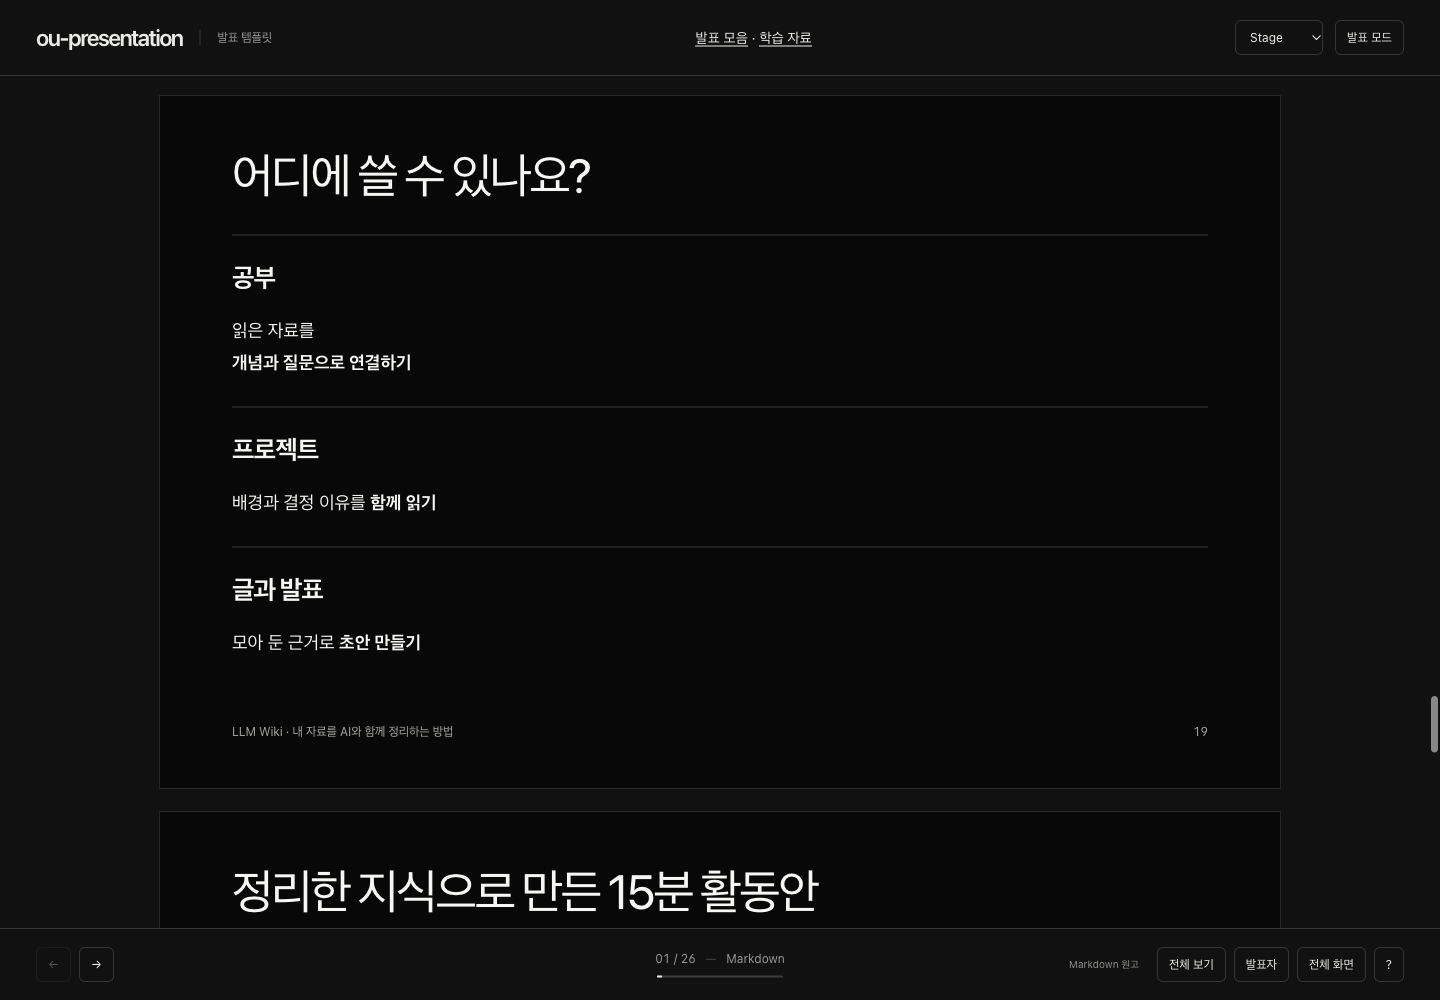 ou-presentation
발표 템플릿
발표 모음 · 학습 자료
Stage
발표 모드
어디에 쓸 수 있나요?
공부
읽은 자료를
개념과 질문으로 연결하기
프로젝트
배경과 결정 이유를 함께 읽기
글과 발표
모아 둔 근거로 초안 만들기
LLM Wiki · 내 자료를 AI와 함께 정리하는 방법
19
정리한 지식으로 만든 15분 활동안
←
→
01 / 26 — Markdown
Markdown 원고
전체 보기
발표자
전체 화면
?